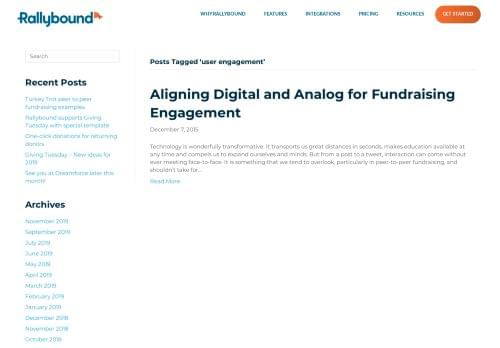 Rallybound
WHY RALLYBOUND
FEATURES
INTEGRATIONS
PRICING
RESOURCES
GET STARTED
Search
Recent Posts
Turkey Trot peer to peer
fundraising examples
Rallybound supports Giving
Tuesday with special template
One-click donations for returning
donors
Giving Tuesday – New ideas for
2019
See you at Dreamforce later this
month!
Archives
November 2019
September 2019
July 2019
June 2019
May 2019
April 2019
March 2019
February 2019
January 2019
December 2018
November 2018
October 2018
Posts Tagged 'user engagement'
Aligning Digital and Analog for Fundraising
Engagement
December 7, 2015
Technology is wonderfully transformative. It transports us great distances in seconds, makes education available at
any time and compels us to expand ourselves and minds. But from a post to a tweet, interaction can come without
ever meeting face-to-face. It is something that we tend to overlook, particularly in peer-to-peer fundraising, and
shouldn't take for...
Read More